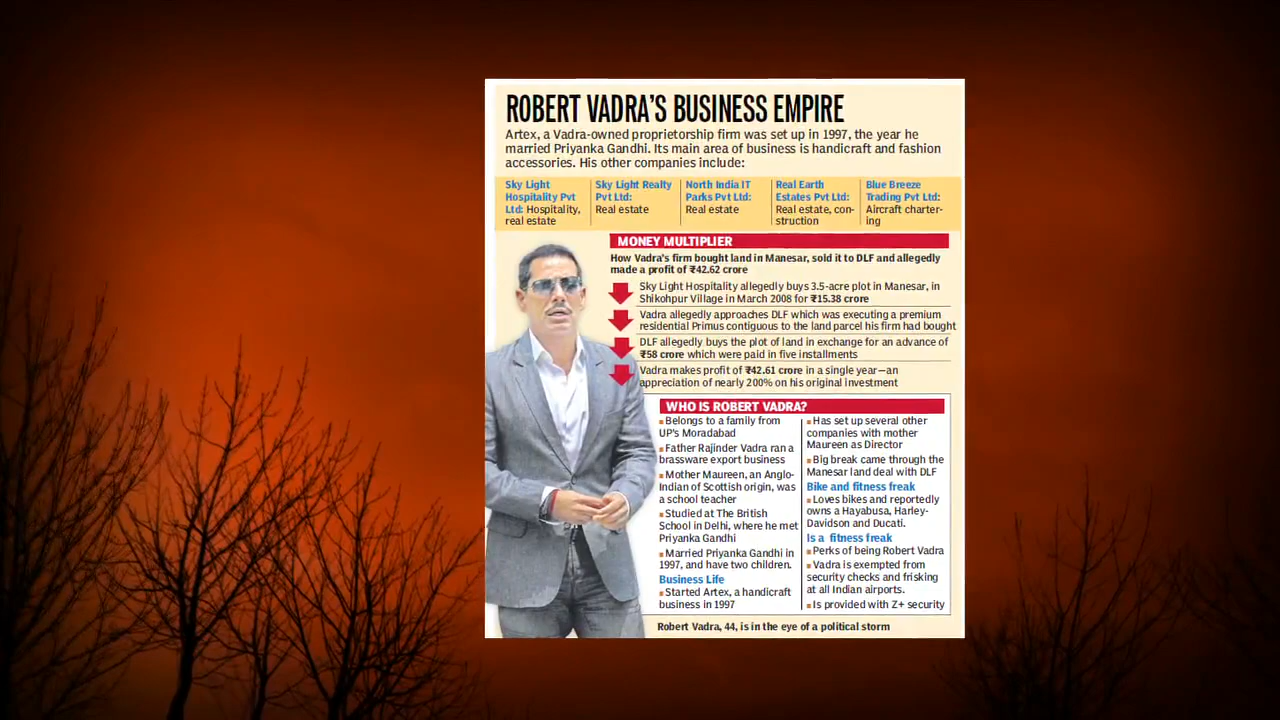 ROBERT VADRA'S BUSINESS EMPIRE
Artex, a Vadra-owned proprietorship firm was set up in 1997, the year he
married Priyanka Gandhi. Its main area of business is handicraft and fashion
accessories. His other companies include:
Sky Light
Hospitality Pvt
Ltd: Hospitality,
real estate
Sky Light Realty
Pvt Ltd:
Real estate
North India IT
Parks Pvt Ltd:
Real estate
Real Earth
Estates Pvt Ltd:
Real estate, con-
struction
Blue Breeze
Trading Pvt Ltd:
Aircraft charter-
ing
MONEY MULTIPLIER
How Vadra's firm bought land in Manesar, sold it to DLF and allegedly
made a profit of ₹42.62 crore
Sky Light Hospitality allegedly buys 3.5-acre plot in Manesar, in
Shikohpur Village in March 2008 for ₹15.38 crore
Vadra allegedly approaches DLF which was executing a premium
residential Primus contiguous to the land parcel his firm had bought
DLF allegedly buys the plot of land in exchange for an advance of
₹58 crore which were paid in five installments
Vadra makes profit of ₹42.61 crore in a single year—an
appreciation of nearly 200% on his original investment
WHO IS ROBERT VADRA?
▪ Belongs to a family from
UP's Moradabad
▪ Father Rajinder Vadra ran a
brassware export business
▪ Mother Maureen, an Anglo-
Indian of Scottish origin, was
a school teacher
▪ Studied at The British
School in Delhi, where he met
Priyanka Gandhi
▪ Married Priyanka Gandhi in
1997, and have two children.
Business Life
▪ Started Artex, a handicraft
business in 1997
▪ Has set up several other
companies with mother
Maureen as Director
▪ Big break came through the
Manesar land deal with DLF
Bike and fitness freak
▪ Loves bikes and reportedly
owns a Hayabusa, Harley-
Davidson and Ducati.
Is a fitness freak
▪ Perks of being Robert Vadra
▪ Vadra is exempted from
security checks and frisking
at all Indian airports.
▪ Is provided with Z+ security
Robert Vadra, 44, is in the eye of a political storm